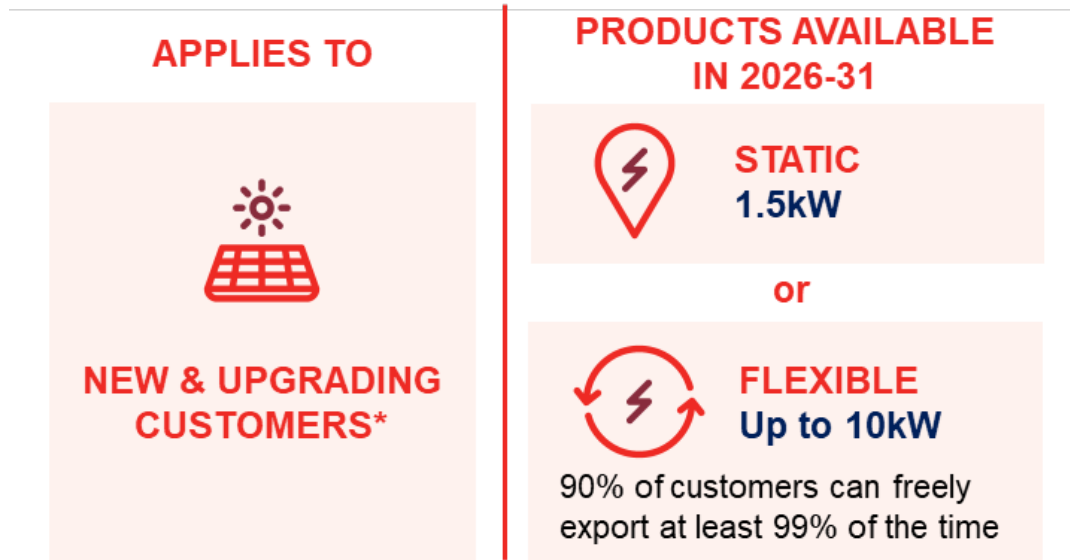 APPLIES TO
NEW & UPGRADING
CUSTOMERS*
PRODUCTS AVAILABLE
IN 2026-31
STATIC
1.5kW
or
FLEXIBLE
Up to 10kW
90% of customers can freely
export at least 99% of the time